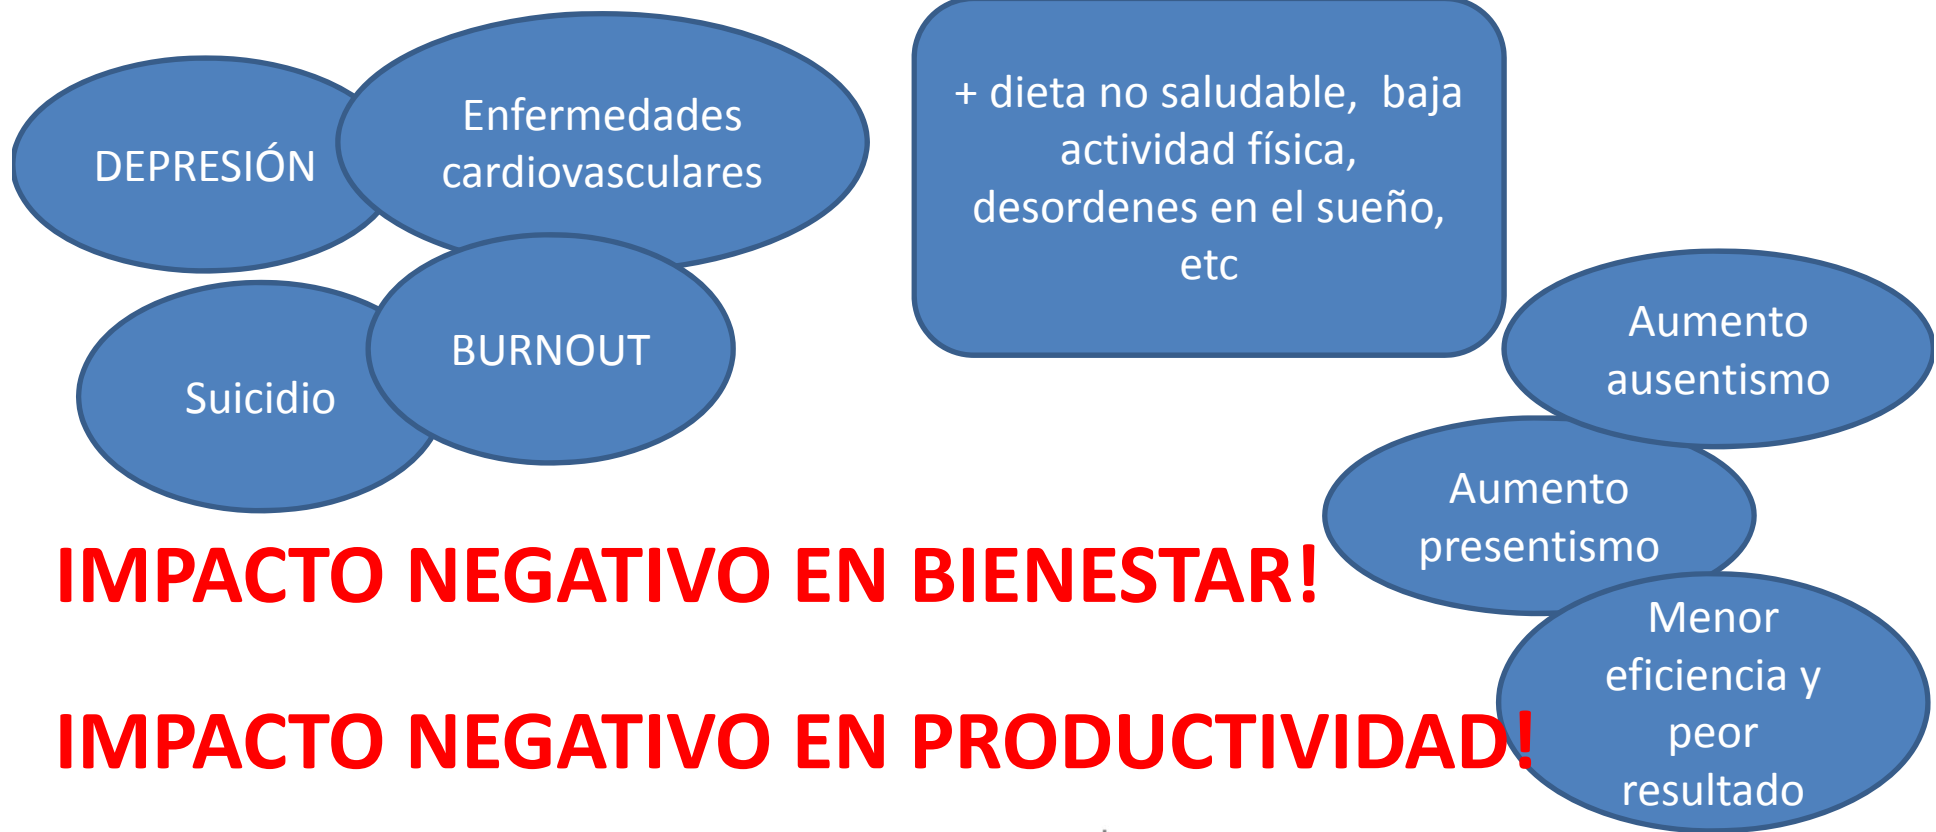 DEPRESIÓN
Enfermedades
cardiovasculares
Suicidio
BURNOUT
+ dieta no saludable,  baja
actividad física,
desordenes en el sueño,
etc
Aumento
ausentismo
Aumento
presentismo
Menor
eficiencia y
peor
resultado
IMPACTO NEGATIVO EN BIENESTAR!
IMPACTO NEGATIVO EN PRODUCTIVIDAD!